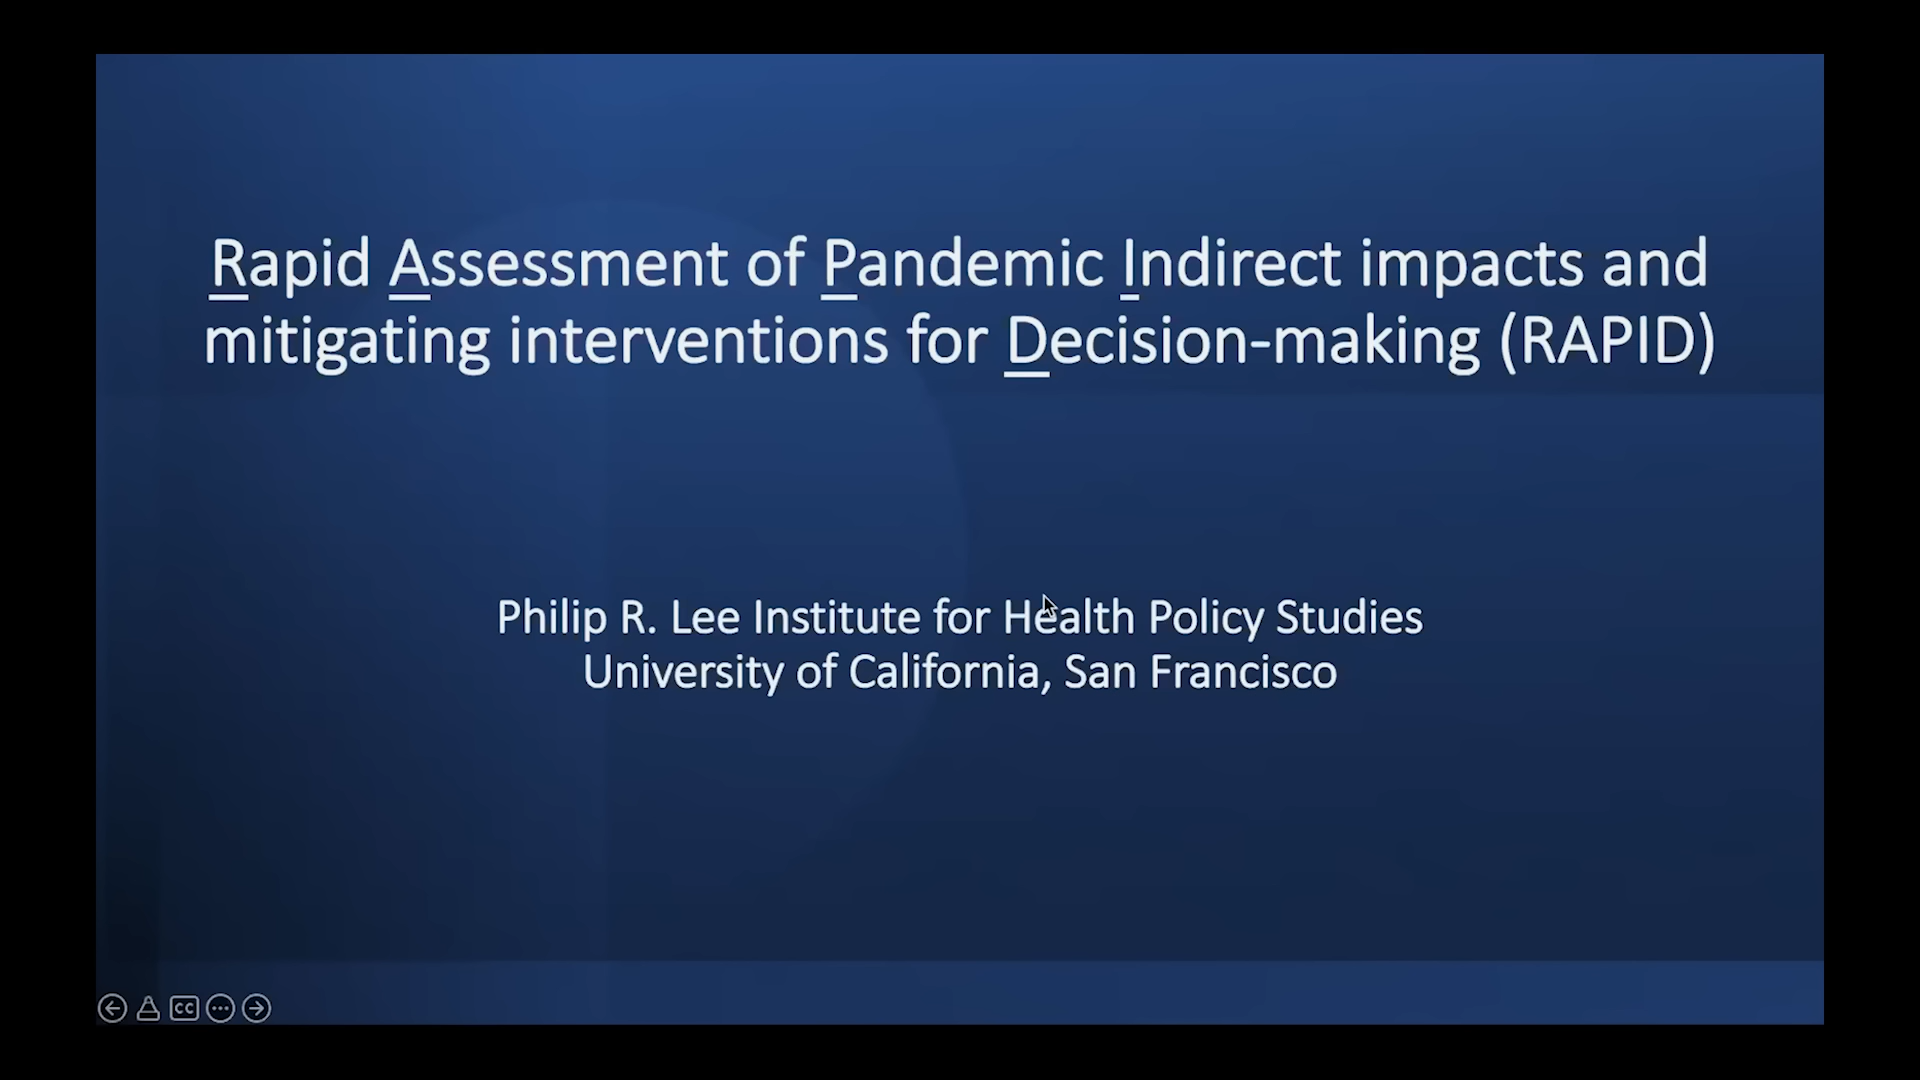 Rapid Assessment of Pandemic Indirect impacts and
mitigating interventions for Decision-making (RAPID)
Philip R. Lee Institute for Health Policy Studies
University of California, San Francisco
CC